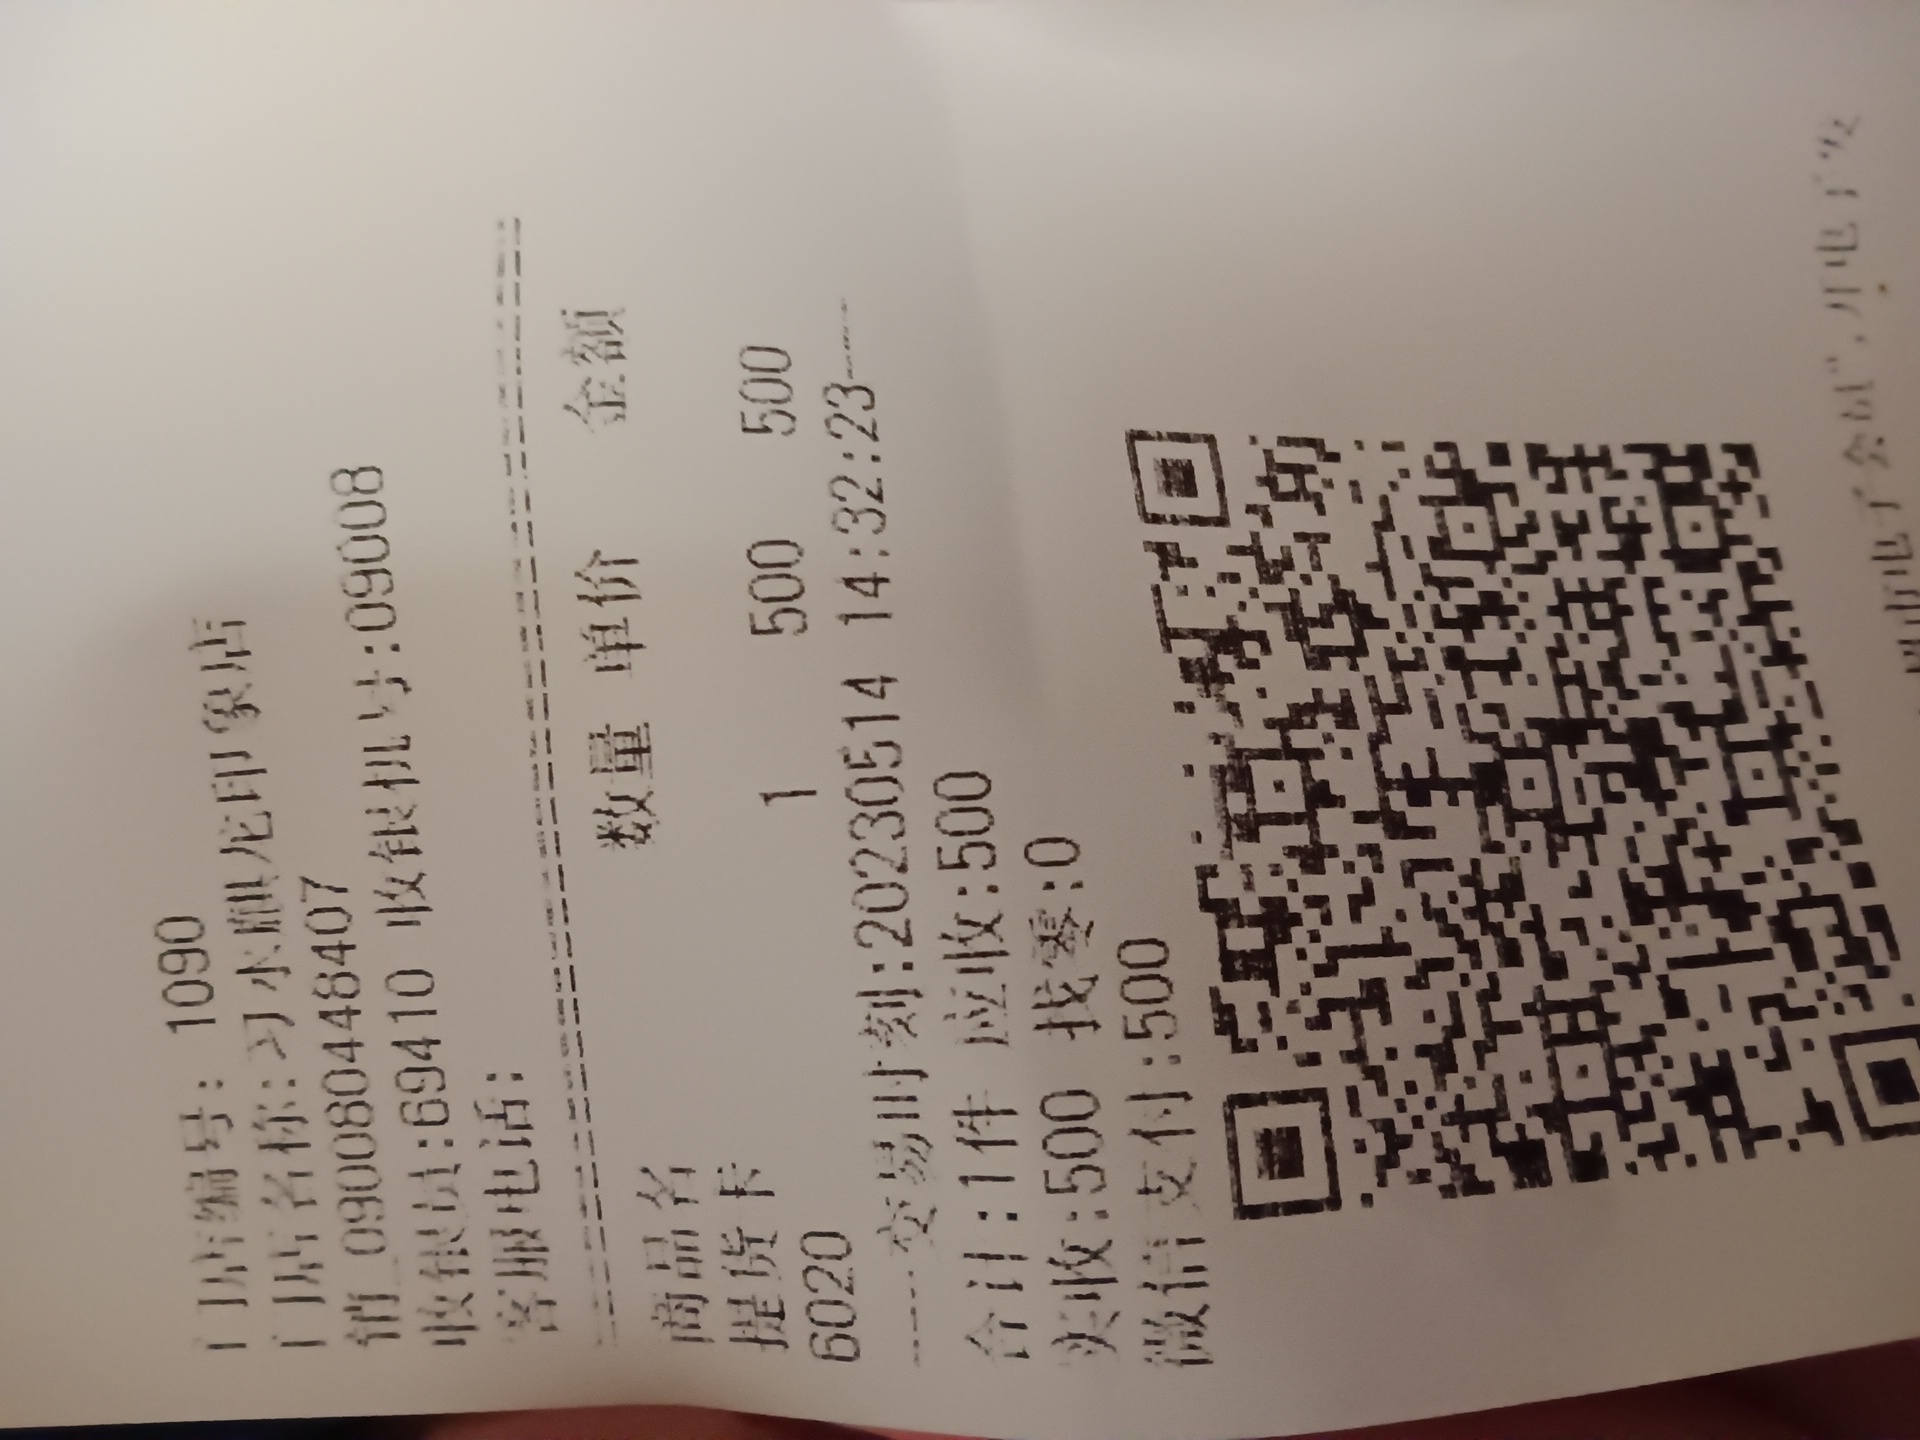 门店编号: 1090
门店名称:习水麒龙印象店
销_09008044848407
收银员:69410 收银机号:09008
客服电话:
商品名 数量 单价 金额
提货卡 1 500 500
6020
----交易时刻:20230514 14:32:23----
合计:1件 应收:500
实收:500 找零:0
微信支付:500